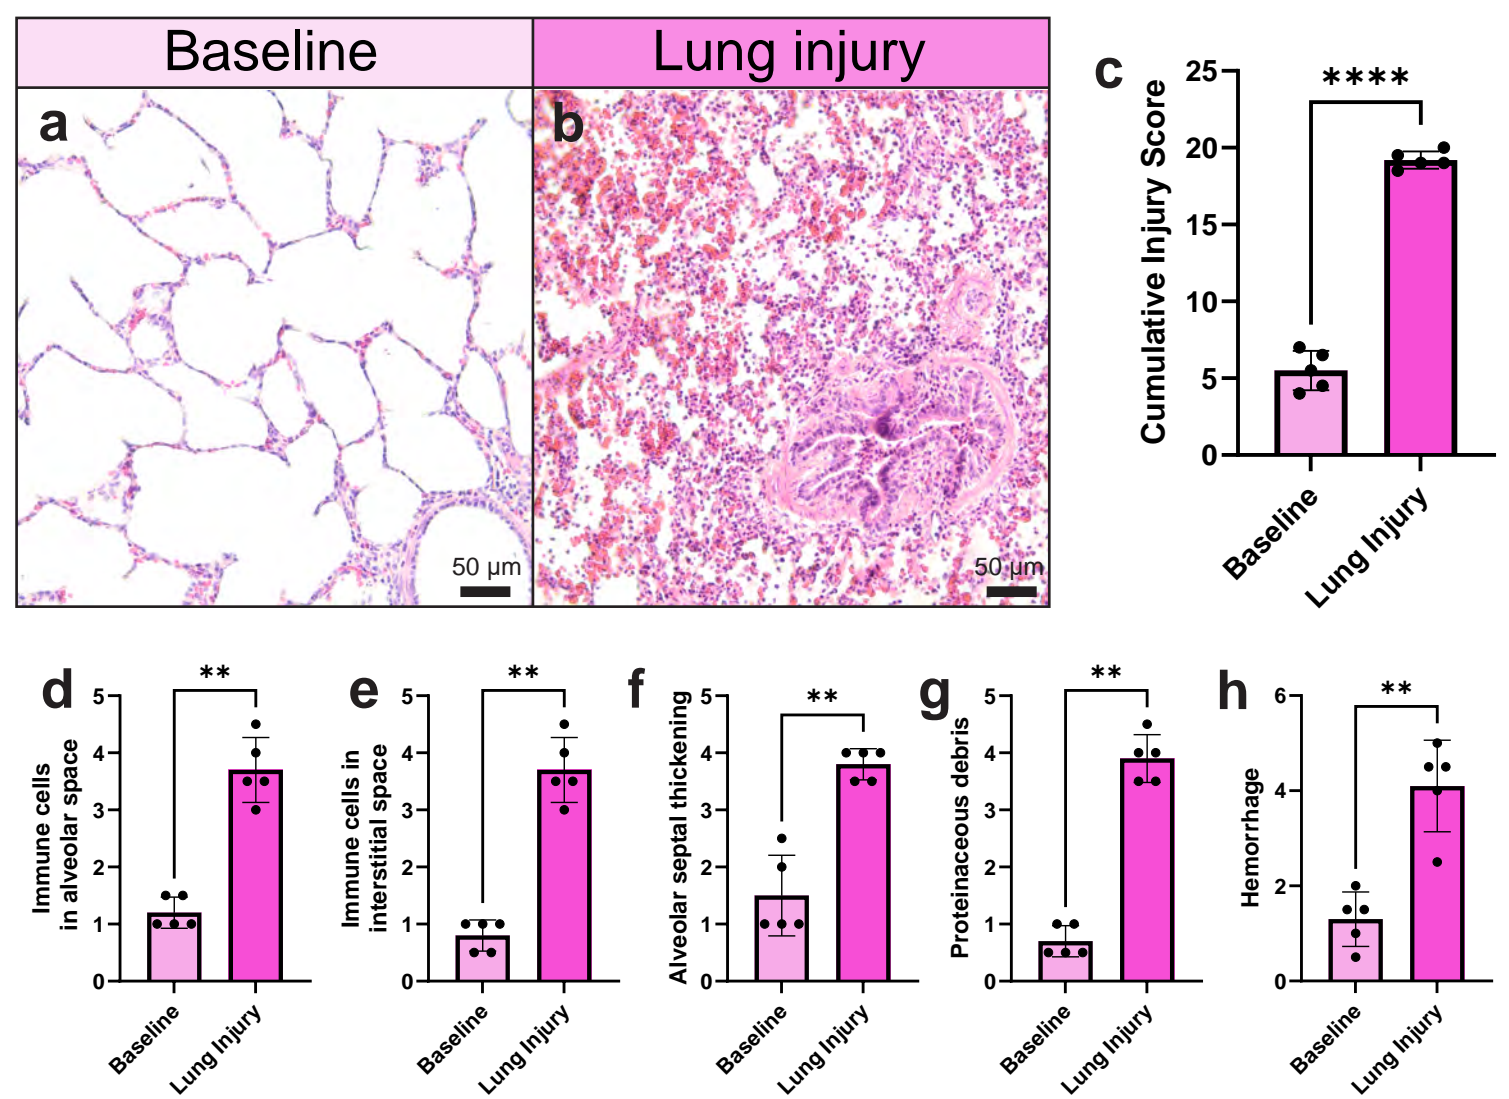 Baseline
Lung injury
a
b
50 µm
50 µm
c
Cumulative Injury Score
25
20
15
10
5
0
****
Baseline
Lung Injury
d
Immune cells
in alveolar space
5
4
3
2
1
0
**
Baseline
Lung Injury
e
Immune cells in
interstitial space
5
4
3
2
1
0
**
Baseline
Lung Injury
f
Alveolar septal thickening
5
4
3
2
1
0
**
Baseline
Lung Injury
g
Proteinaceous debris
5
4
3
2
1
0
**
Baseline
Lung Injury
h
Hemorrhage
6
4
2
0
**
Baseline
Lung Injury